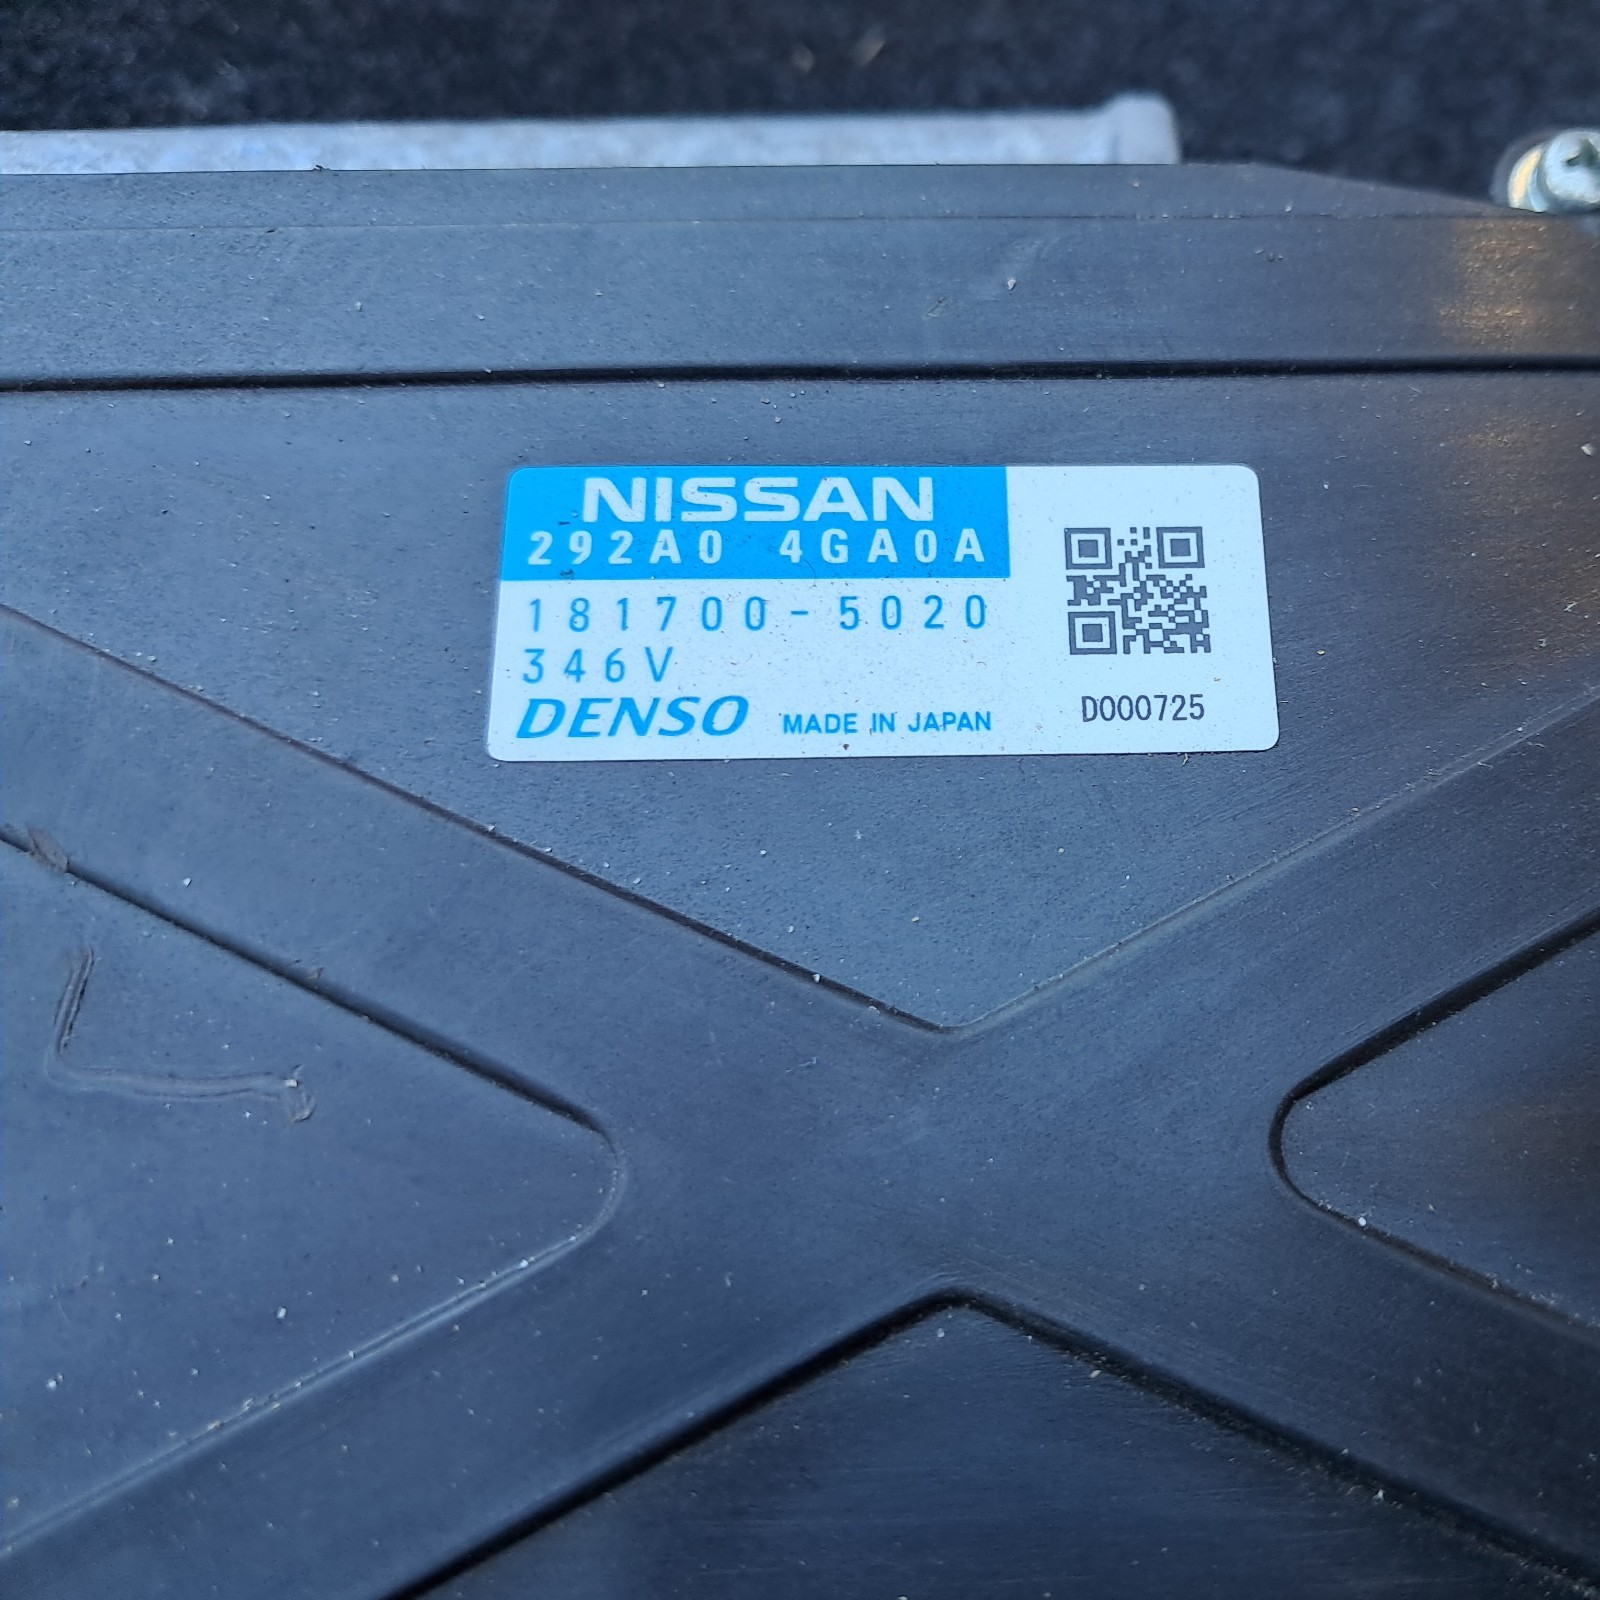 NISSAN
292A0 4GA0A
181700-5020
346V
DENSO MADE IN JAPAN
D000725